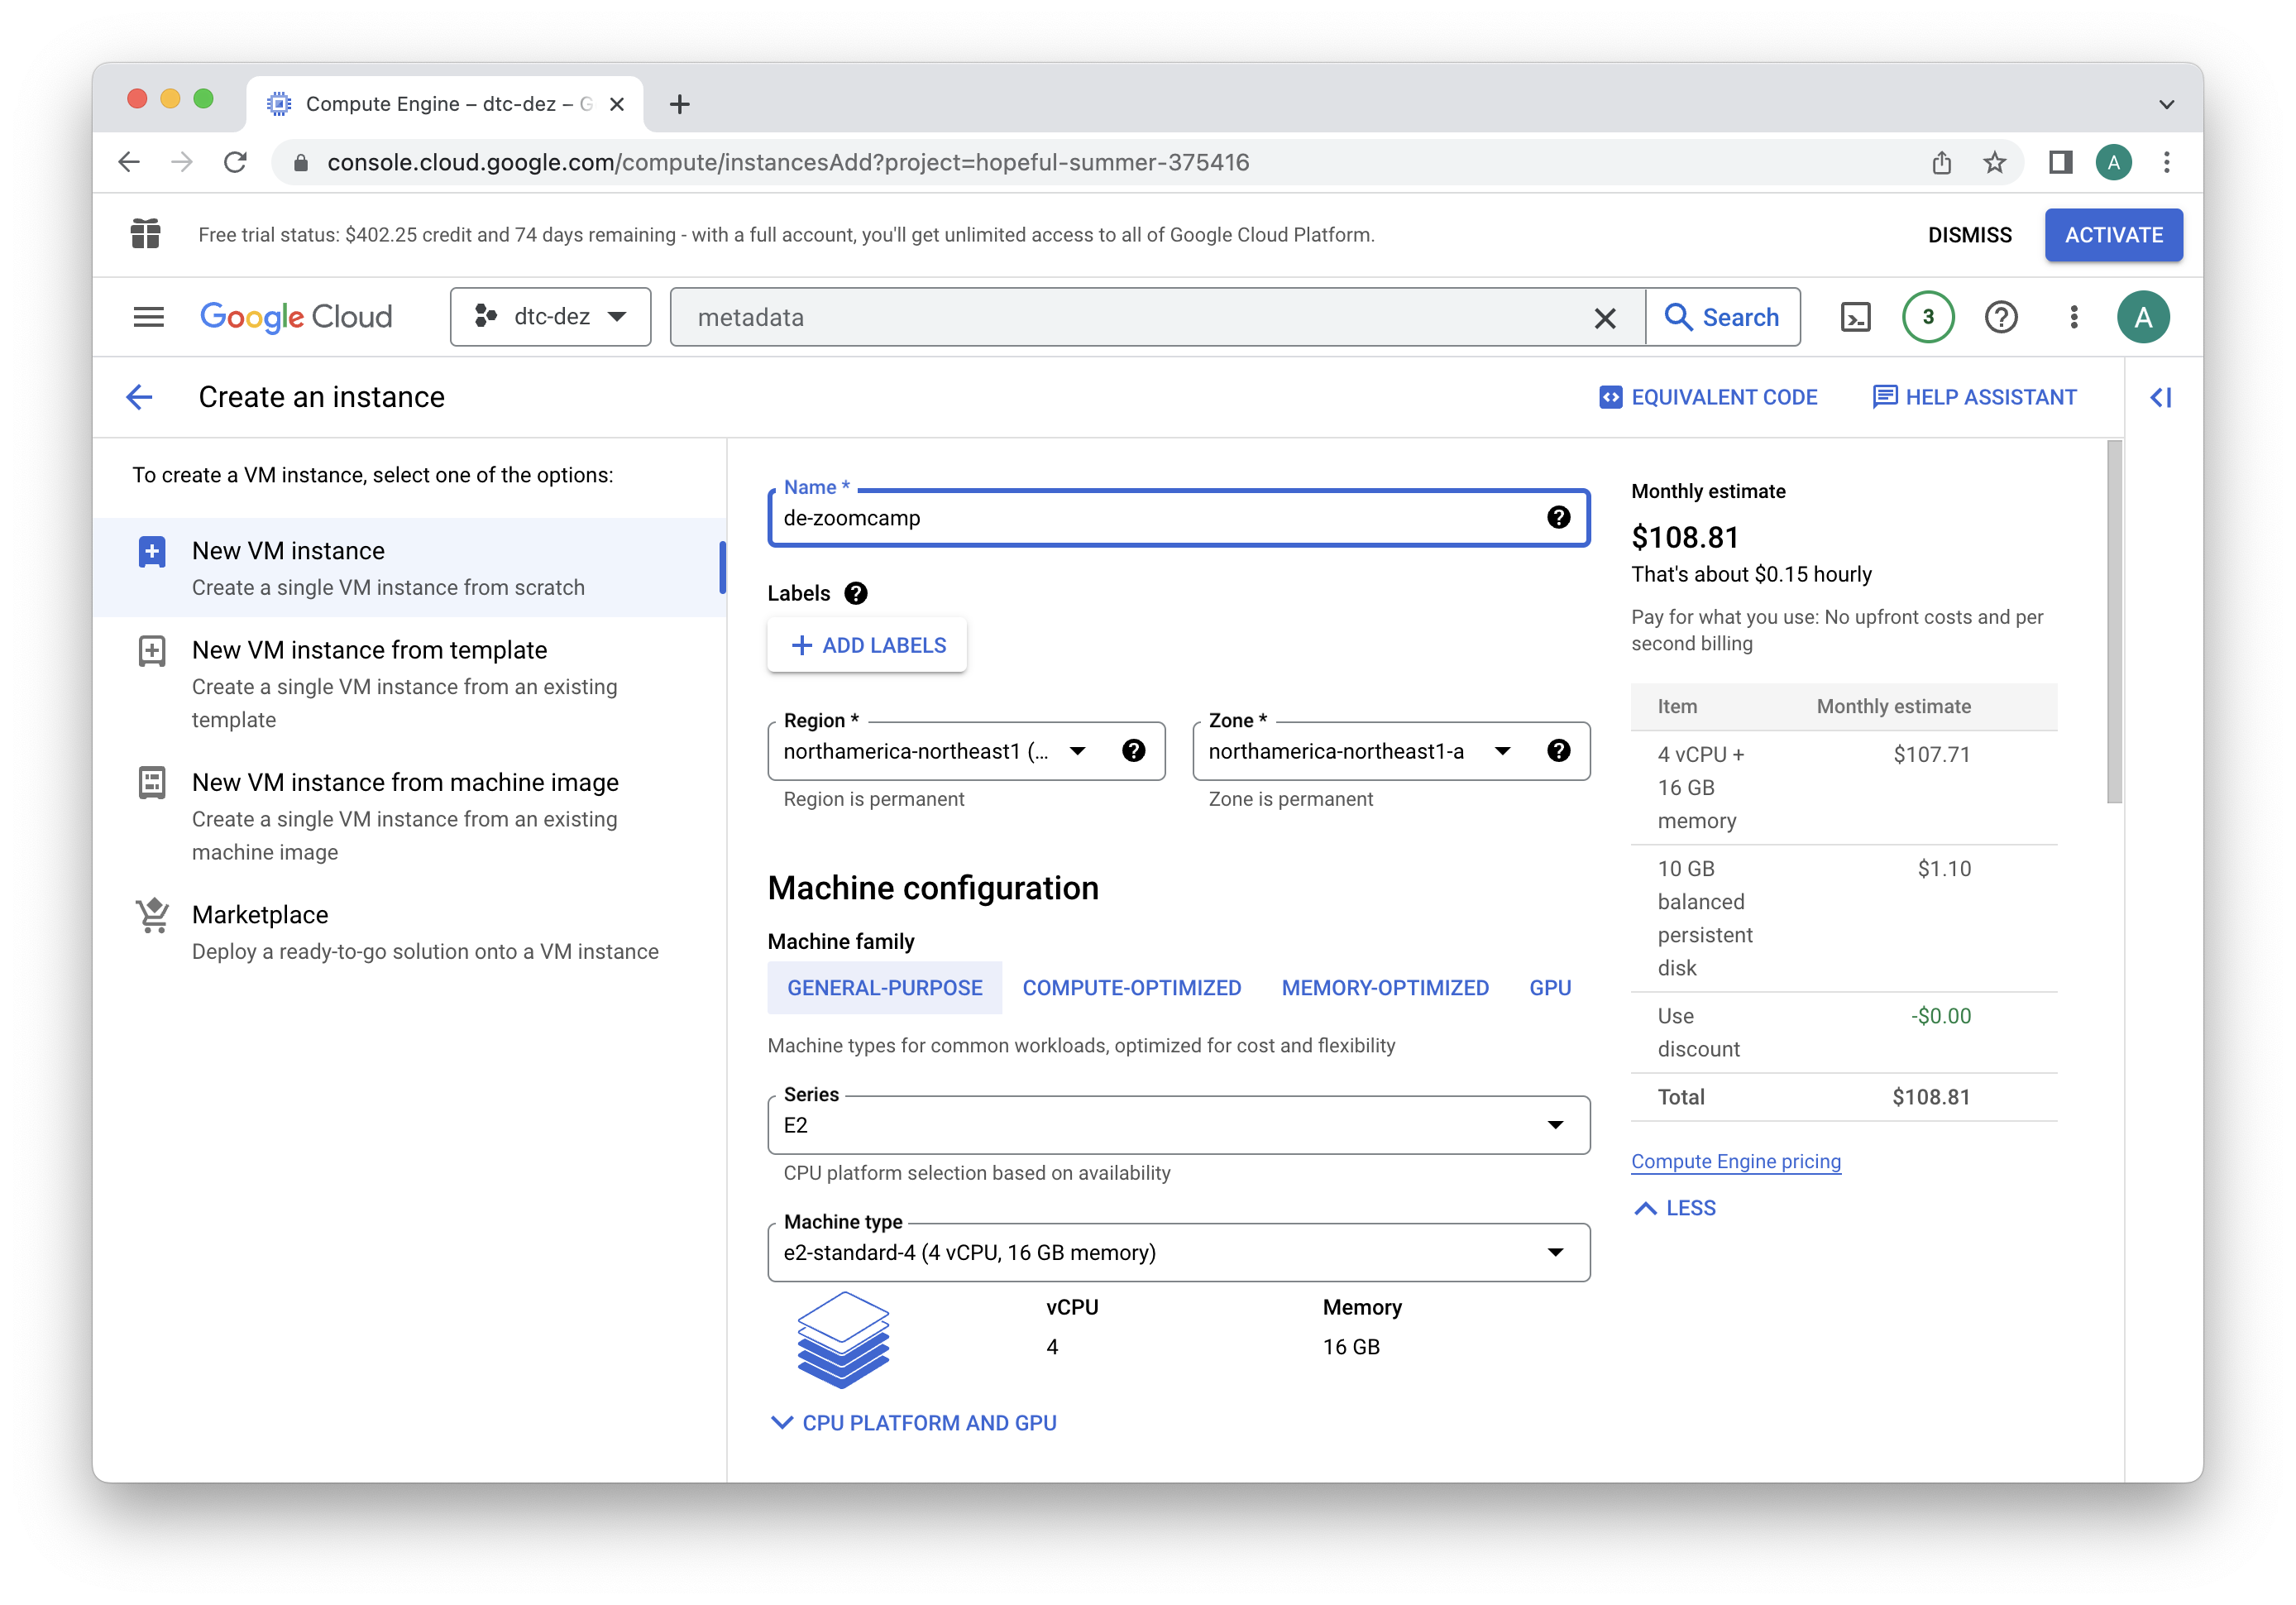 Compute Engine – dtc-dez – G
console.cloud.google.com/compute/instancesAdd?project=hopeful-summer-375416
A
Free trial status: $402.25 credit and 74 days remaining - with a full account, you'll get unlimited access to all of Google Cloud Platform.
DISMISS
ACTIVATE
Google Cloud
dtc-dez
metadata
Search
3
A
Create an instance
EQUIVALENT CODE
HELP ASSISTANT
To create a VM instance, select one of the options:
New VM instance
Create a single VM instance from scratch
New VM instance from template
Create a single VM instance from an existing
template
New VM instance from machine image
Create a single VM instance from an existing
machine image
Marketplace
Deploy a ready-to-go solution onto a VM instance
Name *
de-zoomcamp
Labels
ADD LABELS
Region *
northamerica-northeast1 (...
Region is permanent
Zone *
northamerica-northeast1-a
Zone is permanent
Machine configuration
Machine family
GENERAL-PURPOSE
COMPUTE-OPTIMIZED
MEMORY-OPTIMIZED
GPU
Machine types for common workloads, optimized for cost and flexibility
Series
E2
CPU platform selection based on availability
Machine type
e2-standard-4 (4 vCPU, 16 GB memory)
vCPU
4
Memory
16 GB
CPU PLATFORM AND GPU
Monthly estimate
$108.81
That's about $0.15 hourly
Pay for what you use: No upfront costs and per
second billing
Item Monthly estimate
4 vCPU + $107.71
16 GB
memory
10 GB $1.10
balanced
persistent
disk
Use -$0.00
discount
Total $108.81
Compute Engine pricing
LESS